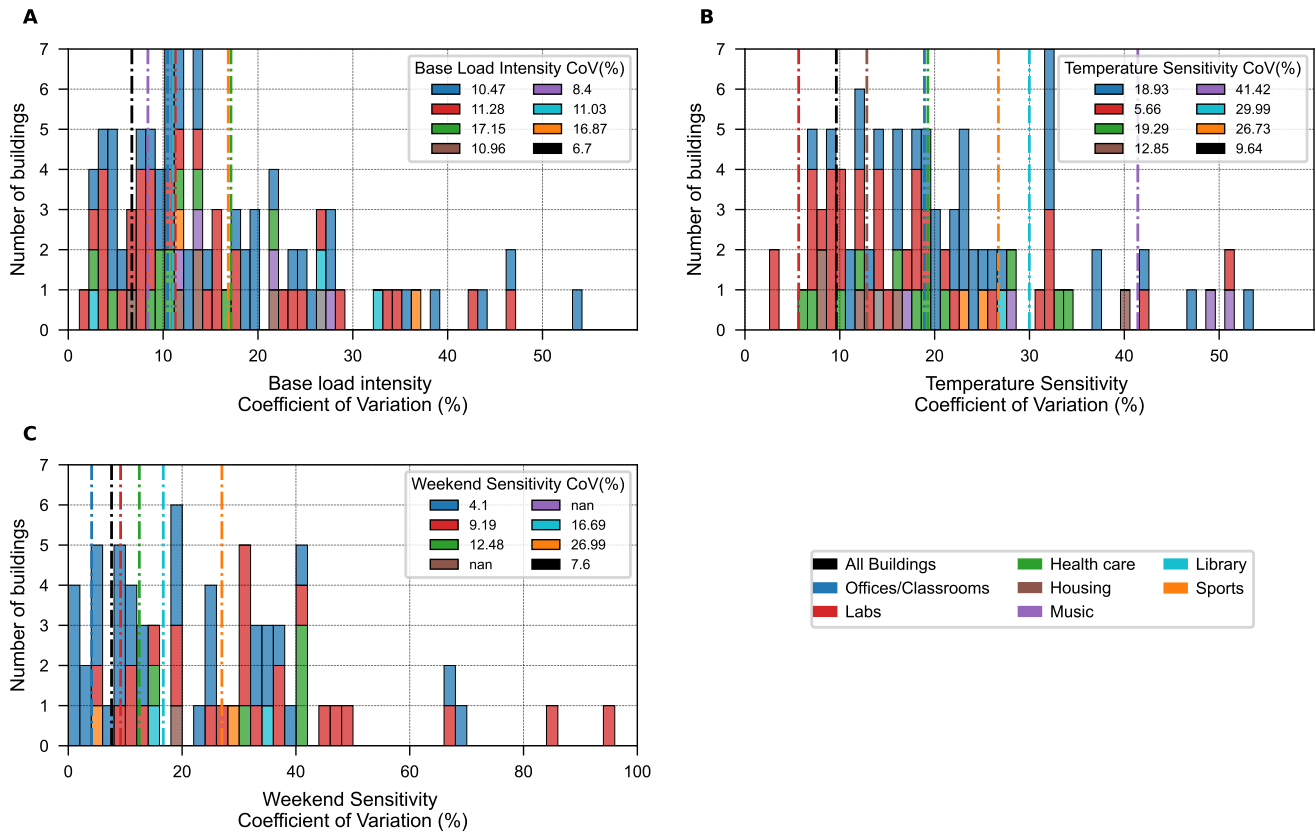 A
Base Load Intensity CoV(%)
10.47 8.4
11.28 11.03
17.15 16.87
10.96 6.7
7
6
5
4
3
2
1
0
Number of buildings
0 10 20 30 40 50
Base load intensity
Coefficient of Variation (%)
B
Temperature Sensitivity CoV(%)
18.93 41.42
5.66 29.99
19.29 26.73
12.85 9.64
7
6
5
4
3
2
1
0
Number of buildings
0 10 20 30 40 50
Temperature Sensitivity
Coefficient of Variation (%)
C
Weekend Sensitivity CoV(%)
4.1 nan
9.19 16.69
12.48 26.99
nan 7.6
7
6
5
4
3
2
1
0
Number of buildings
0 20 40 60 80 100
Weekend Sensitivity
Coefficient of Variation (%)
All Buildings Health care Library
Offices/Classrooms Housing Sports
Labs Music